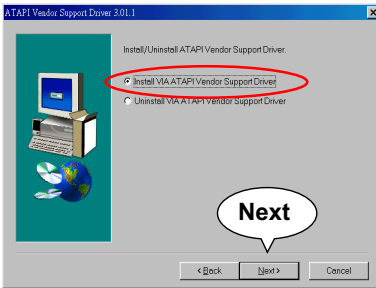 ATAPI Vendor Support Driver 3.01.1
Install/Uninstall ATAPI Vendor Support Driver.
Install VIA ATAPI Vendor Support Driver
Uninstall VIA ATAPI Vendor Support Driver
Next
< Back
Next >
Cancel